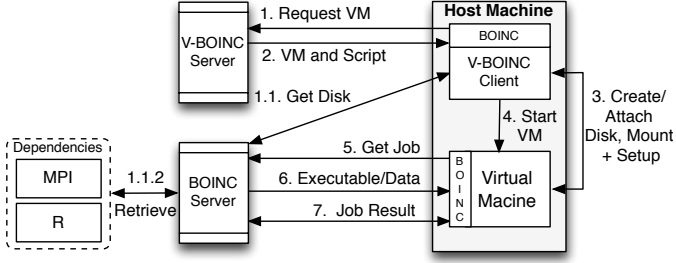 1. Request VM
Host Machine
BOINC
V-BOINC
Server
2. VM and Script
V-BOINC
Client
1.1. Get Disk
3. Create/
Attach
Disk, Mount
+ Setup
4. Start
VM
Dependencies
MPI
R
1.1.2
Retrieve
BOINC
Server
5. Get Job
6. Executable/Data
7. Job Result
B
O
I
N
C
Virtual
Macine